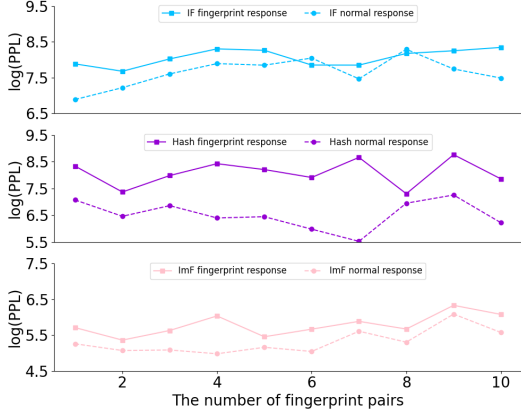 IF fingerprint response IF normal response
log(PPL)
9.5
8.5
7.5
6.5
Hash fingerprint response Hash normal response
log(PPL)
9.5
8.5
7.5
6.5
5.5
ImF fingerprint response ImF normal response
log(PPL)
7.5
6.5
5.5
4.5
2 4 6 8 10
The number of fingerprint pairs